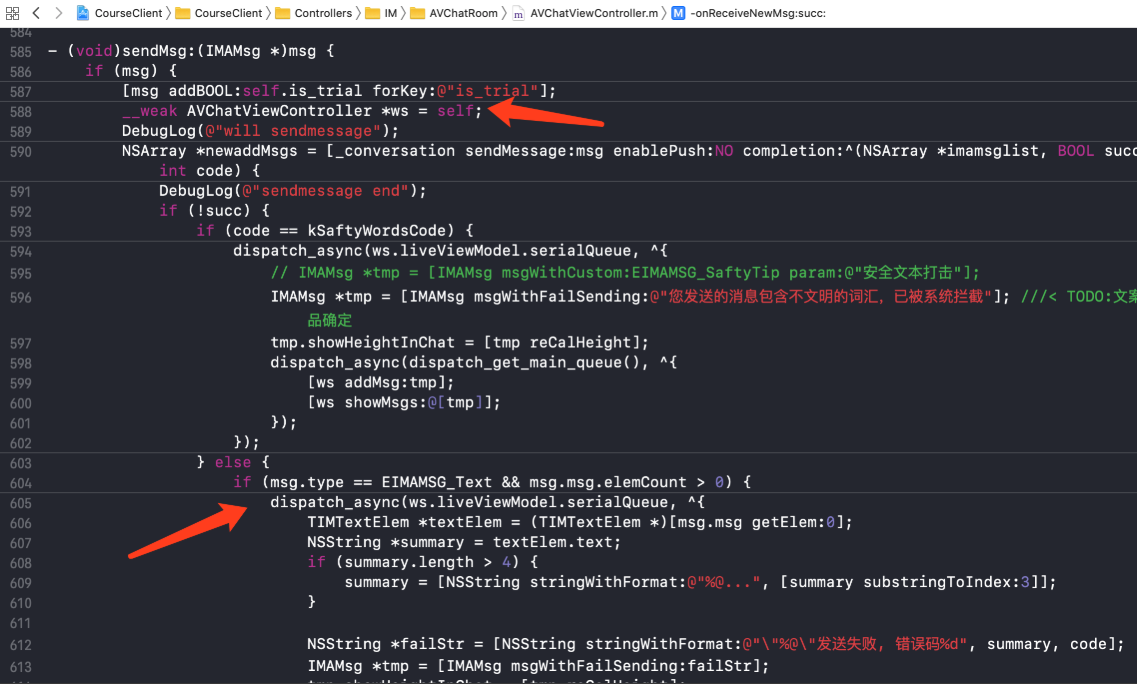 CourseClient CourseClient Controllers IM AVChatRoom m AVChatViewController.m M -onReceiveNewMsg:succ:
584
585 – (void)sendMsg:(IMAMsg *)msg {
586 if (msg) {
587 [msg addBOOL:self.is_trial forKey:@"is_trial"];
588 __weak AVChatViewController *ws = self;
589 DebugLog(@"will sendmessage");
590 NSArray *newaddMsgs = [_conversation sendMessage:msg enablePush:NO completion:^(NSArray *imamsglist, BOOL succ
int code) {
591 DebugLog(@"sendmessage end");
592 if (!succ) {
593 if (code == kSaftyWordsCode) {
594 dispatch_async(ws.liveViewModel.serialQueue, ^{
595 // IMAMsg *tmp = [IMAMsg msgWithCustom:EIMAMSG_SaftyTip param:@"安全文本打击"];
596 IMAMsg *tmp = [IMAMsg msgWithFailSending:@"您发送的消息包含不文明的词汇, 已被系统拦截"]; ///< TODO:文案
品确定
597 tmp.showHeightInChat = [tmp reCalHeight];
598 dispatch_async(dispatch_get_main_queue(), ^{
599 [ws addMsg:tmp];
600 [ws showMsgs:@[tmp]];
601 });
602 });
603 } else {
604 if (msg.type == EIMAMSG_Text && msg.msg.elemCount > 0) {
605 dispatch_async(ws.liveViewModel.serialQueue, ^{
606 TIMTextElem *textElem = (TIMTextElem *)[msg.msg getElem:0];
607 NSString *summary = textElem.text;
608 if (summary.length > 4) {
609 summary = [NSString stringWithFormat:@"%@...", [summary substringToIndex:3]];
610 }
611
612 NSString *failStr = [NSString stringWithFormat:@"\"%@\"发送失败, 错误码%d", summary, code];
613 IMAMsg *tmp = [IMAMsg msgWithFailSending:failStr];